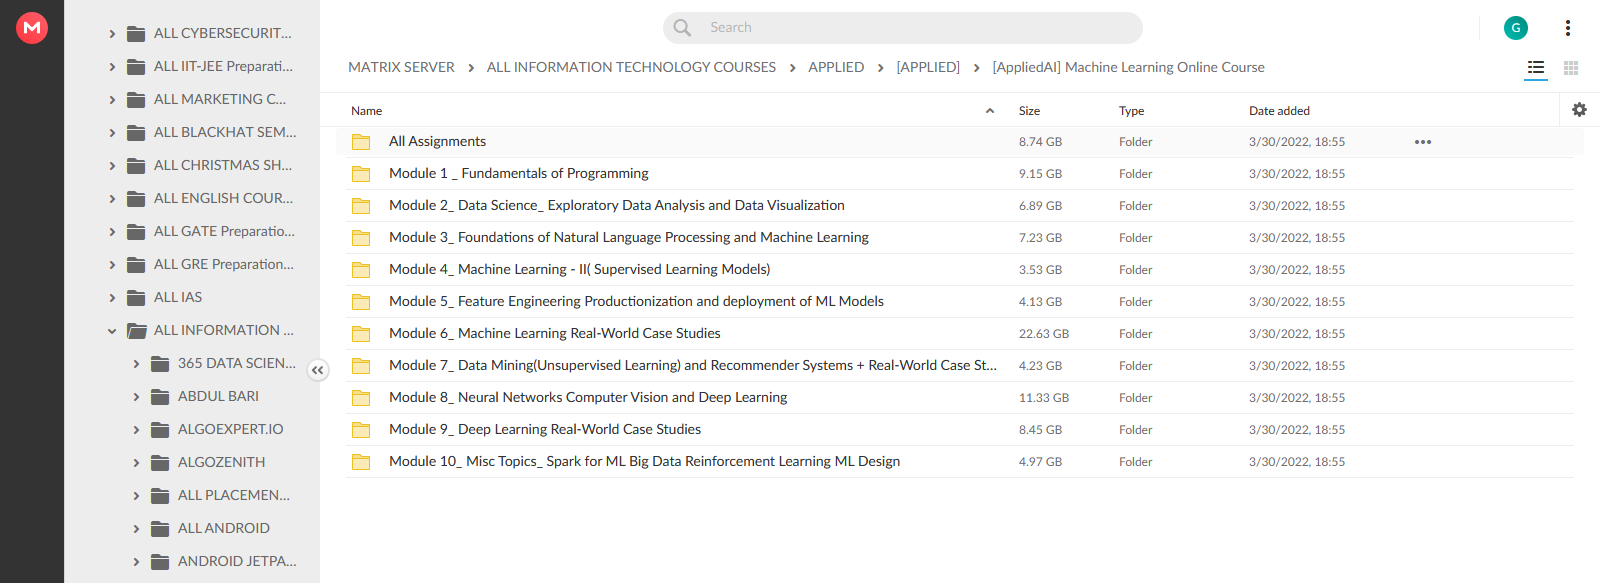 M
Search
G
MATRIX SERVER > ALL INFORMATION TECHNOLOGY COURSES > APPLIED > [APPLIED] > [AppliedAI] Machine Learning Online Course
ALL CYBERSECURIT...
ALL IIT-JEE Preparati...
ALL MARKETING C...
ALL BLACKHAT SEM...
ALL CHRISTMAS SH...
ALL ENGLISH COUR...
ALL GATE Preparatio...
ALL GRE Preparation...
ALL IAS
ALL INFORMATION ...
365 DATA SCIEN...
ABDUL BARI
ALGOEXPERT.IO
ALGOZENITH
ALL PLACEMEN...
ALL ANDROID
ANDROID JETPA...
Name Size Type Date added
All Assignments 8.74 GB Folder 3/30/2022, 18:55
Module 1 _ Fundamentals of Programming 9.15 GB Folder 3/30/2022, 18:55
Module 2_ Data Science_ Exploratory Data Analysis and Data Visualization 6.89 GB Folder 3/30/2022, 18:55
Module 3_ Foundations of Natural Language Processing and Machine Learning 7.23 GB Folder 3/30/2022, 18:55
Module 4_ Machine Learning - II( Supervised Learning Models) 3.53 GB Folder 3/30/2022, 18:55
Module 5_ Feature Engineering Productionization and deployment of ML Models 4.13 GB Folder 3/30/2022, 18:55
Module 6_ Machine Learning Real-World Case Studies 22.63 GB Folder 3/30/2022, 18:55
Module 7_ Data Mining(Unsupervised Learning) and Recommender Systems + Real-World Case St... 4.23 GB Folder 3/30/2022, 18:55
Module 8_ Neural Networks Computer Vision and Deep Learning 11.33 GB Folder 3/30/2022, 18:55
Module 9_ Deep Learning Real-World Case Studies 8.45 GB Folder 3/30/2022, 18:55
Module 10_ Misc Topics_ Spark for ML Big Data Reinforcement Learning ML Design 4.97 GB Folder 3/30/2022, 18:55